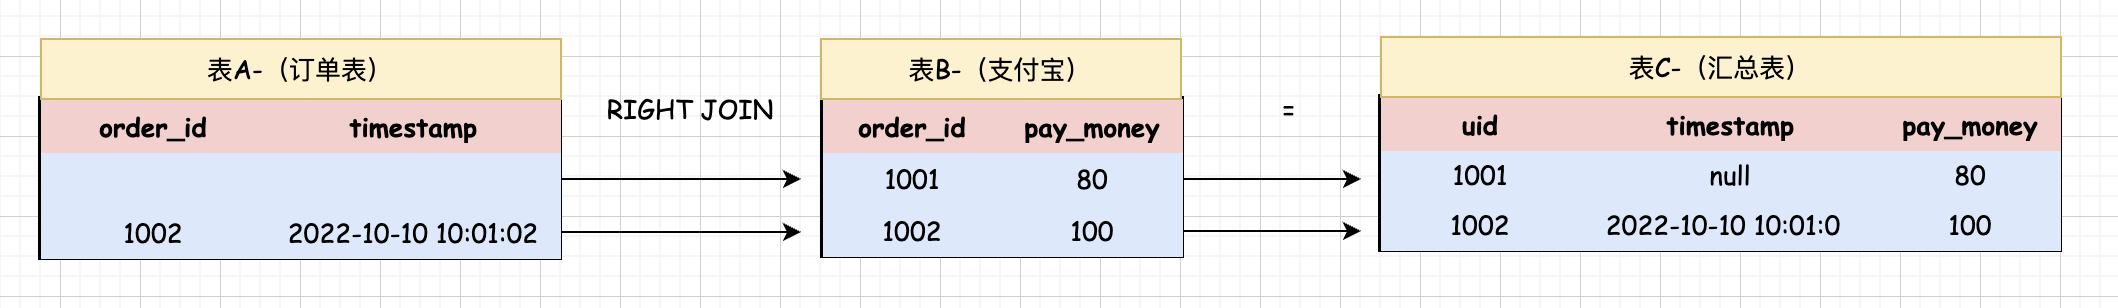 表A-（订单表）
order_id timestamp
1002 2022-10-10 10:01:02
RIGHT JOIN
表B-（支付宝）
order_id pay_money
1001 80
1002 100
=
表C-（汇总表）
uid timestamp pay_money
1001 null 80
1002 2022-10-10 10:01:0 100